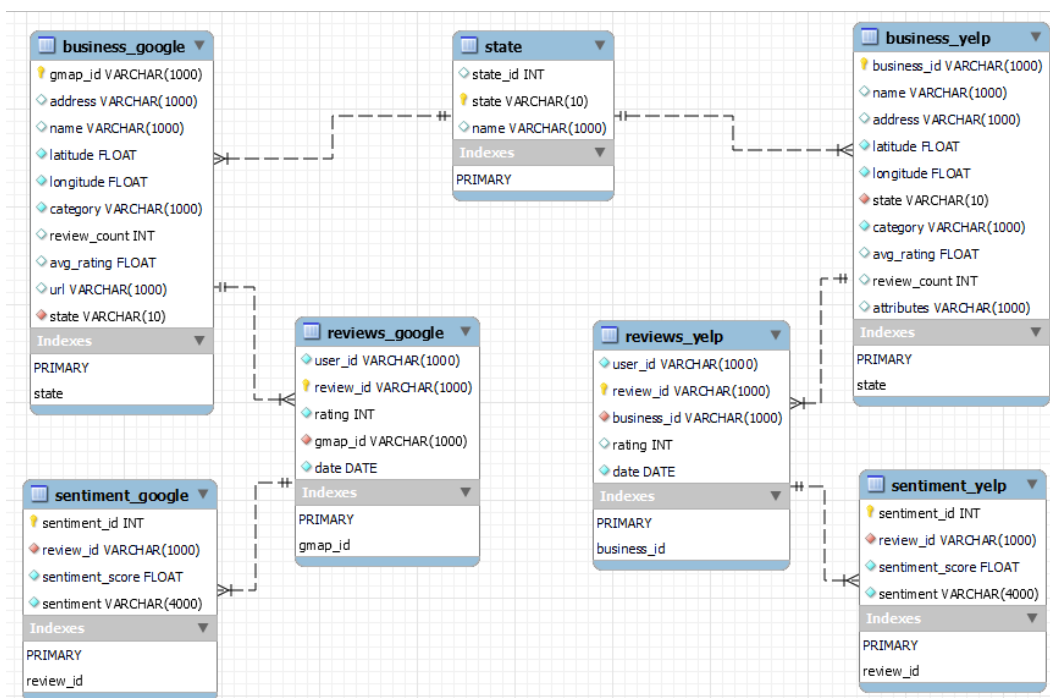 business_google
gmap_id VARCHAR(1000)
address VARCHAR(1000)
name VARCHAR(1000)
latitude FLOAT
longitude FLOAT
category VARCHAR(1000)
review_count INT
avg_rating FLOAT
url VARCHAR(1000)
state VARCHAR(10)
Indexes
PRIMARY
state
state
state_id INT
state VARCHAR(10)
name VARCHAR(1000)
Indexes
PRIMARY
business_yelp
business_id VARCHAR(1000)
name VARCHAR(1000)
address VARCHAR(1000)
latitude FLOAT
longitude FLOAT
state VARCHAR(10)
category VARCHAR(1000)
avg_rating FLOAT
review_count INT
attributes VARCHAR(1000)
Indexes
PRIMARY
state
reviews_google
user_id VARCHAR(1000)
review_id VARCHAR(1000)
rating INT
gmap_id VARCHAR(1000)
date DATE
Indexes
PRIMARY
gmap_id
reviews_yelp
user_id VARCHAR(1000)
review_id VARCHAR(1000)
business_id VARCHAR(1000)
rating INT
date DATE
Indexes
PRIMARY
business_id
sentiment_google
sentiment_id INT
review_id VARCHAR(1000)
sentiment_score FLOAT
sentiment VARCHAR(4000)
Indexes
PRIMARY
review_id
sentiment_yelp
sentiment_id INT
review_id VARCHAR(1000)
sentiment_score FLOAT
sentiment VARCHAR(4000)
Indexes
PRIMARY
review_id